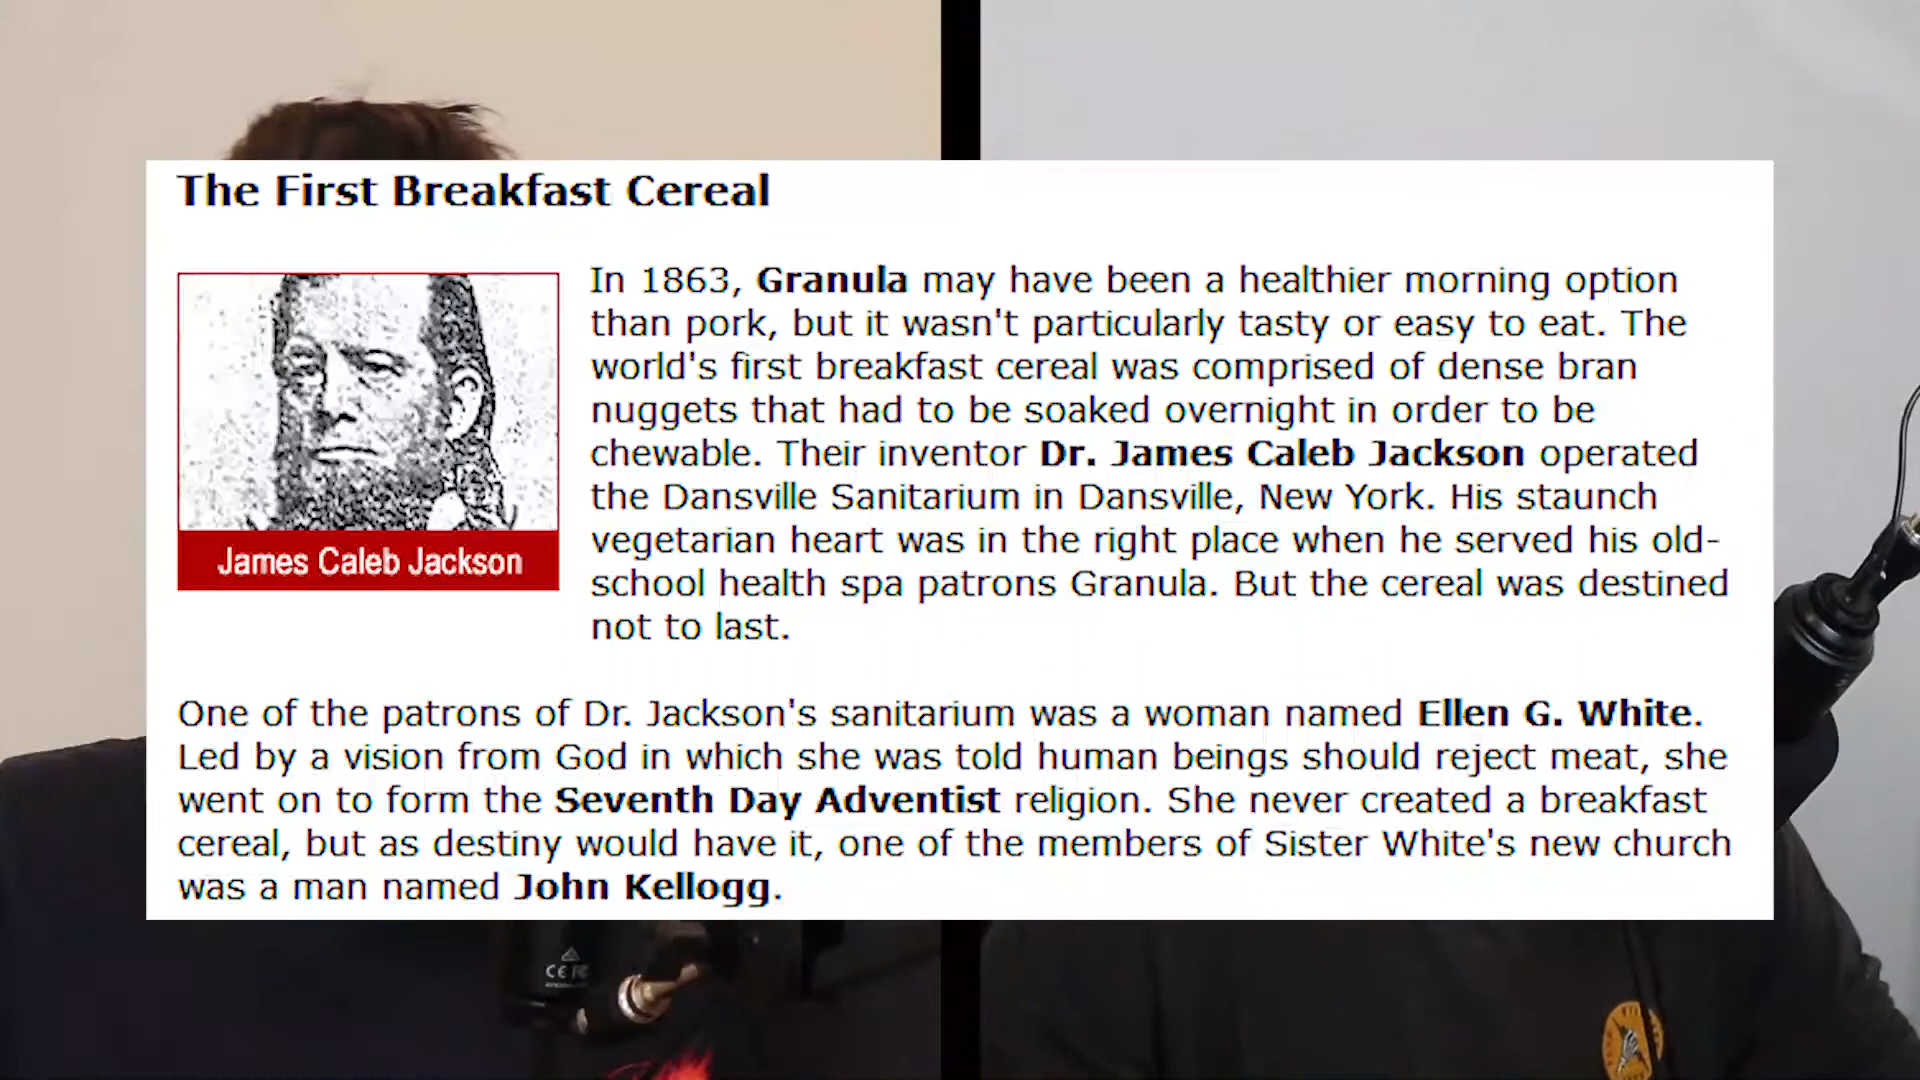 The First Breakfast Cereal
In 1863, Granula may have been a healthier morning option
than pork, but it wasn't particularly tasty or easy to eat. The
world's first breakfast cereal was comprised of dense bran
nuggets that had to be soaked overnight in order to be
chewable. Their inventor Dr. James Caleb Jackson operated
the Dansville Sanitarium in Dansville, New York. His staunch
vegetarian heart was in the right place when he served his old-
school health spa patrons Granula. But the cereal was destined
not to last.
James Caleb Jackson
One of the patrons of Dr. Jackson's sanitarium was a woman named Ellen G. White.
Led by a vision from God in which she was told human beings should reject meat, she
went on to form the Seventh Day Adventist religion. She never created a breakfast
cereal, but as destiny would have it, one of the members of Sister White's new church
was a man named John Kellogg.
CE FC